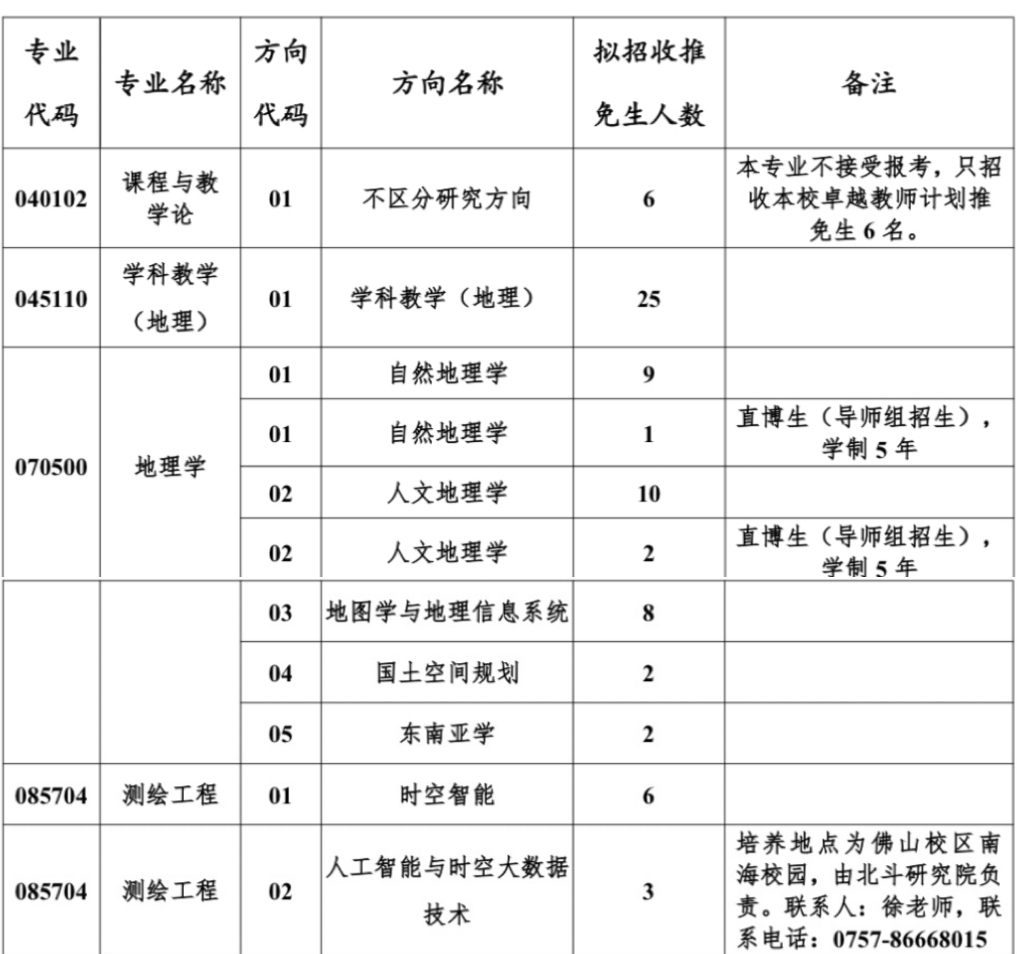 专业
代码
专业名称
方向
代码
方向名称
拟招收推
免生人数
备注
040102
课程与教
学论
01
不区分研究方向
6
本专业不接受报考，只招
收本校卓越教师计划推
免生 6 名。
045110
学科教学
（地理）
01
学科教学（地理）
25
070500
地理学
01
自然地理学
9
01
自然地理学
1
直博生（导师组招生），
学制 5 年
02
人文地理学
10
02
人文地理学
2
直博生（导师组招生），
学制 5 年
03
地图学与地理信息系统
8
04
国土空间规划
2
05
东南亚学
2
085704
测绘工程
01
时空智能
6
085704
测绘工程
02
人工智能与时空大数据
技术
3
培养地点为佛山校区南
海校园，由北斗研究院负
责。联系人：徐老师，联
系电话：0757-86668015